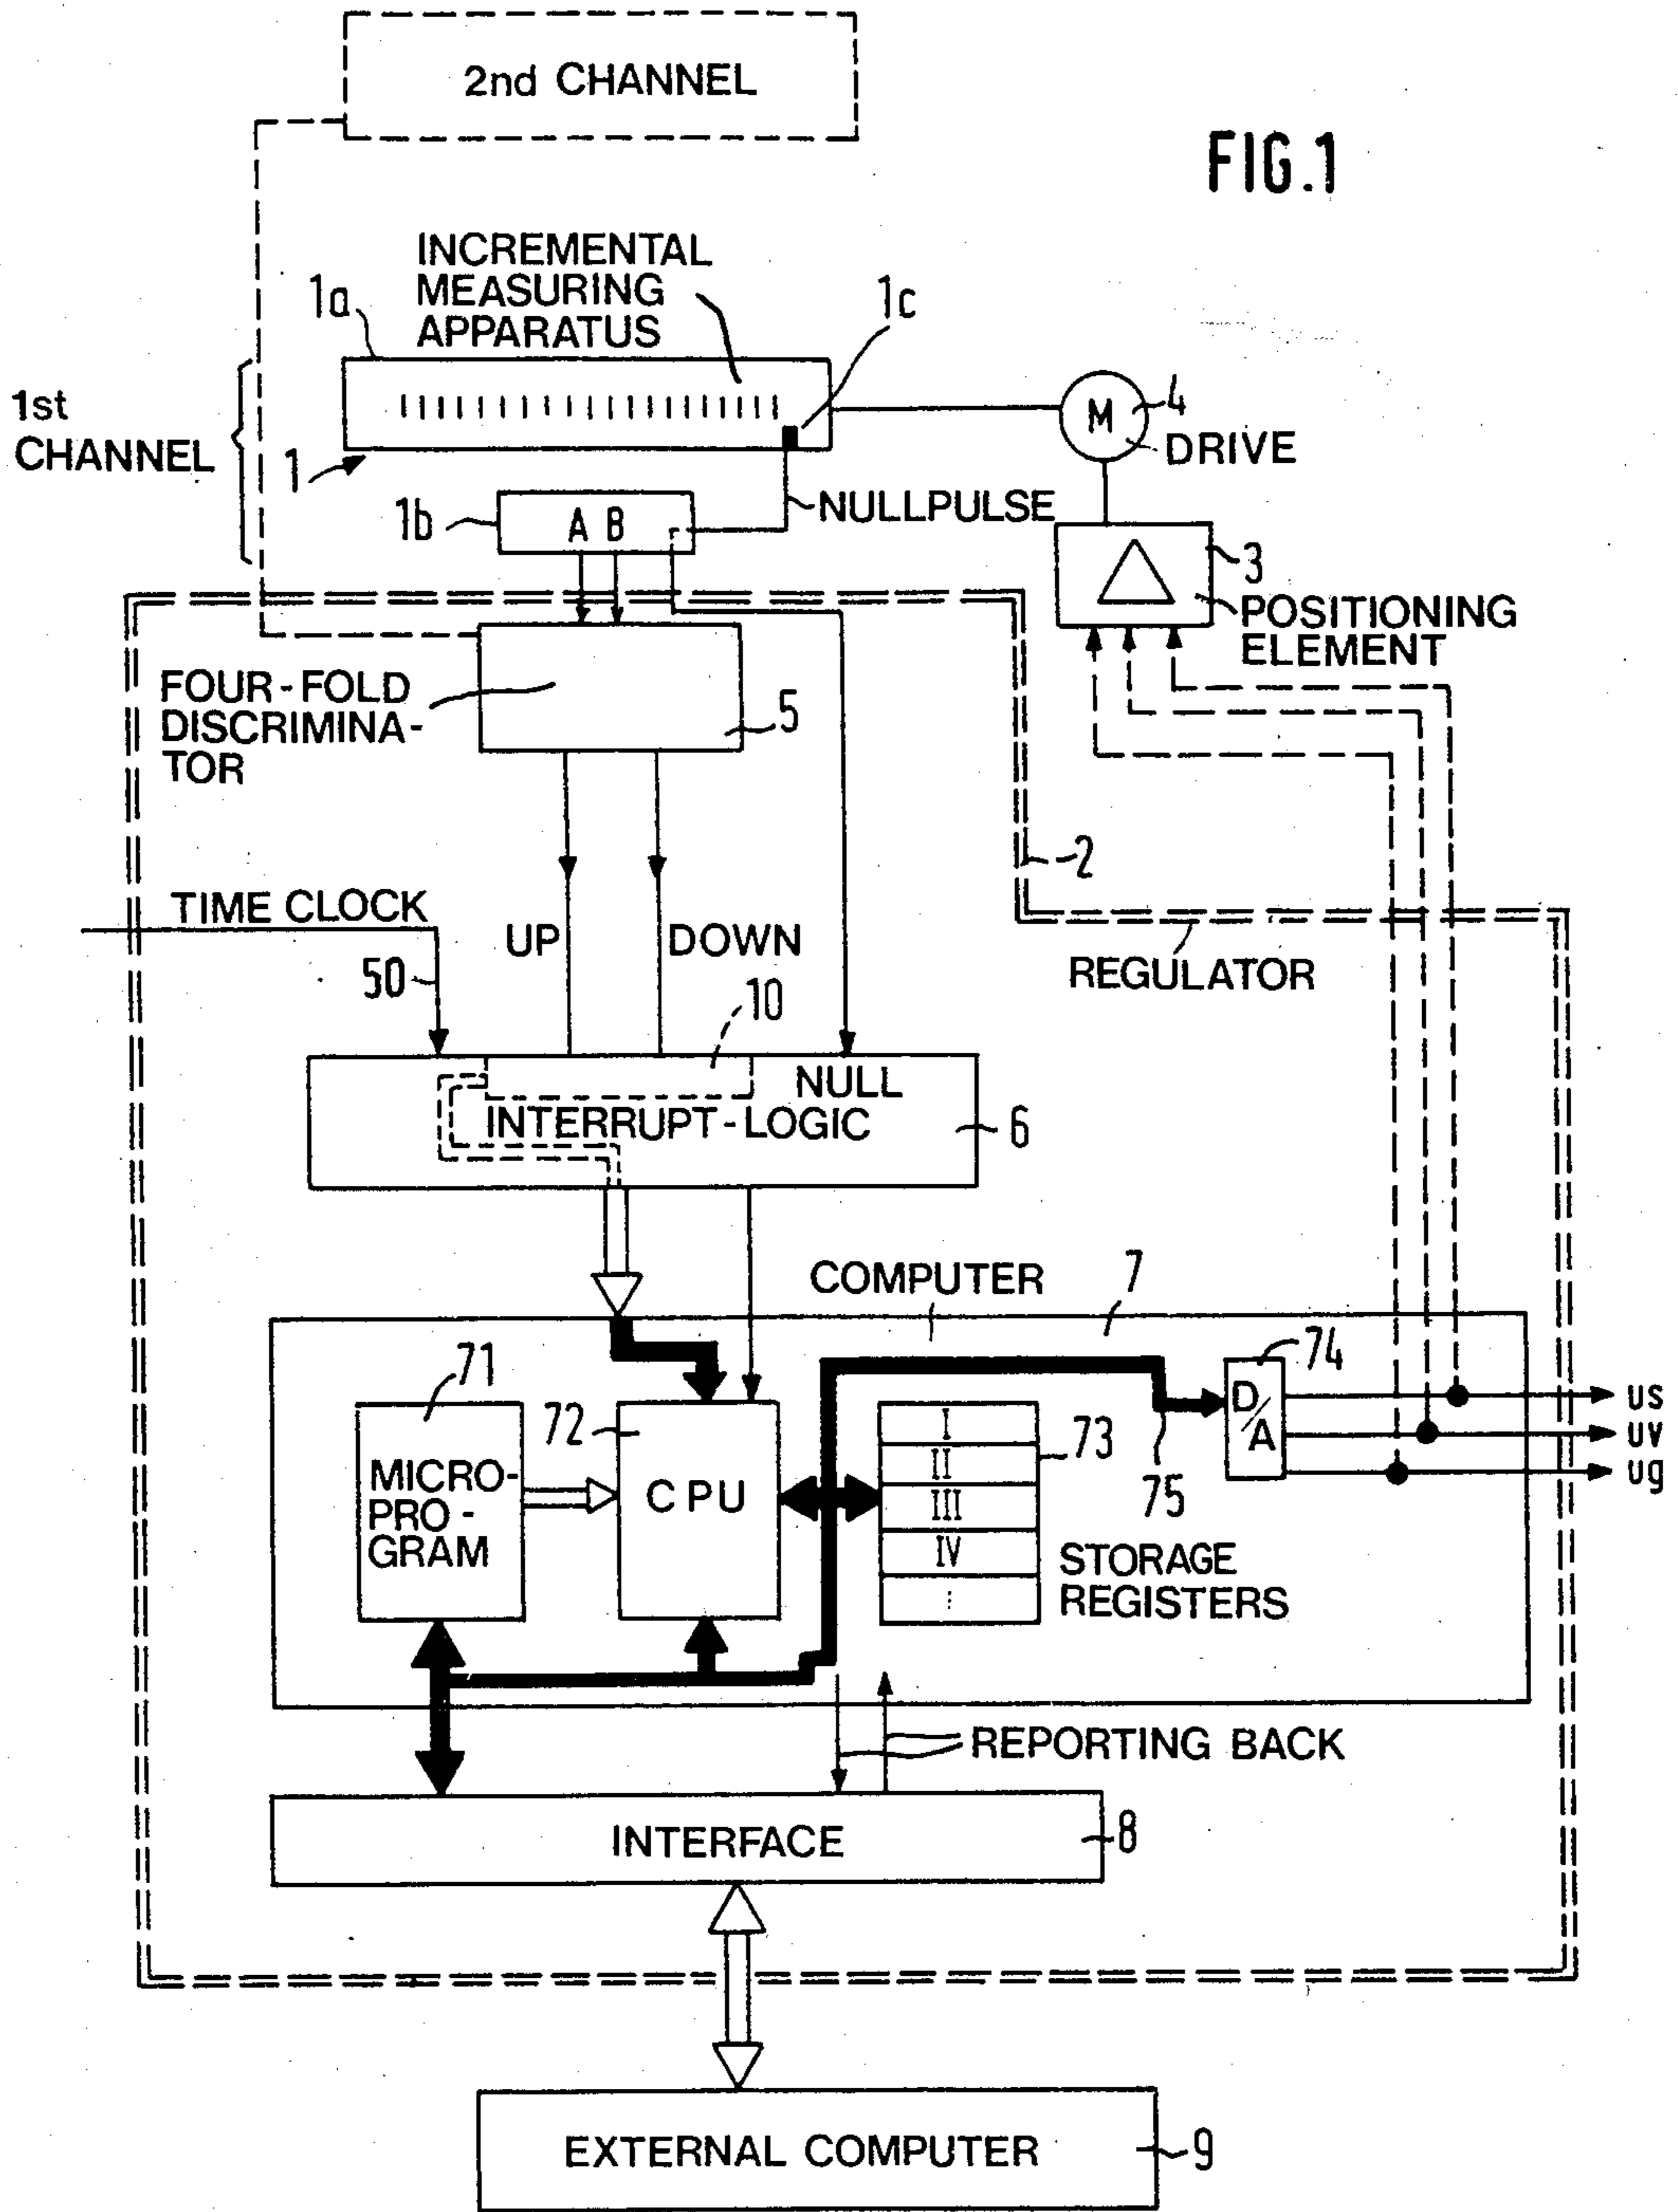 2nd CHANNEL
FIG.1
INCREMENTAL
MEASURING
APPARATUS
1a
1c
1st
CHANNEL
1
M
4
DRIVE
1b
A B
NULLPULSE
3
POSITIONING
ELEMENT
FOUR-FOLD
DISCRIMINA-
TOR
5
2
TIME CLOCK
UP
DOWN
REGULATOR
50
10
NULL
INTERRUPT-LOGIC
6
COMPUTER
7
71
72
74
D/A
us
uv
ug
MICRO-
PRO-
GRAM
CPU
I
II
III
IV
⋮
73
75
STORAGE
REGISTERS
REPORTING BACK
INTERFACE
8
EXTERNAL COMPUTER
9